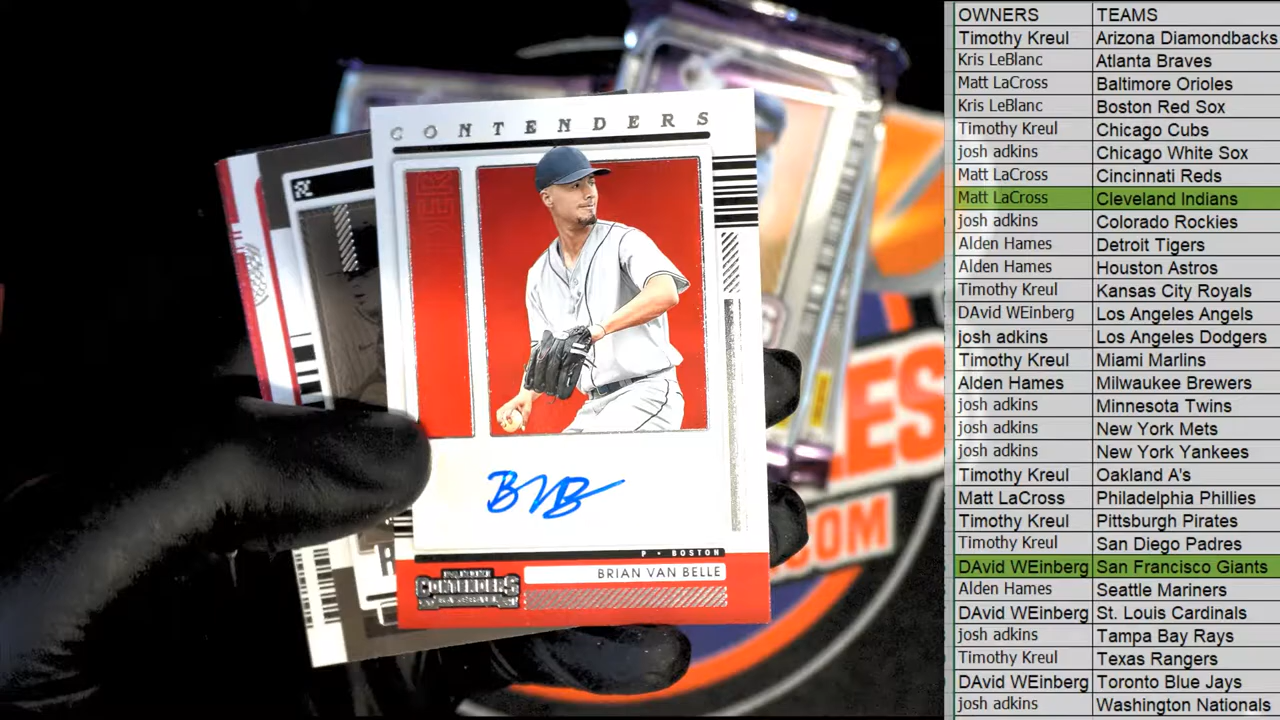 CONTENDERS
P • BOSTON
BRIAN VAN BELLE
PANINI
CONTENDERS
BASEBALL
ES
.COM
OWNERS TEAMS
Timothy Kreul Arizona Diamondbacks
Kris LeBlanc Atlanta Braves
Matt LaCross Baltimore Orioles
Kris LeBlanc Boston Red Sox
Timothy Kreul Chicago Cubs
josh adkins Chicago White Sox
Matt LaCross Cincinnati Reds
Matt LaCross Cleveland Indians
josh adkins Colorado Rockies
Alden Hames Detroit Tigers
Alden Hames Houston Astros
Timothy Kreul Kansas City Royals
DAvid WEinberg Los Angeles Angels
josh adkins Los Angeles Dodgers
Timothy Kreul Miami Marlins
Alden Hames Milwaukee Brewers
josh adkins Minnesota Twins
josh adkins New York Mets
josh adkins New York Yankees
Timothy Kreul Oakland A's
Matt LaCross Philadelphia Phillies
Timothy Kreul Pittsburgh Pirates
Timothy Kreul San Diego Padres
DAvid WEinberg San Francisco Giants
Alden Hames Seattle Mariners
DAvid WEinberg St. Louis Cardinals
josh adkins Tampa Bay Rays
Timothy Kreul Texas Rangers
DAvid WEinberg Toronto Blue Jays
josh adkins Washington Nationals